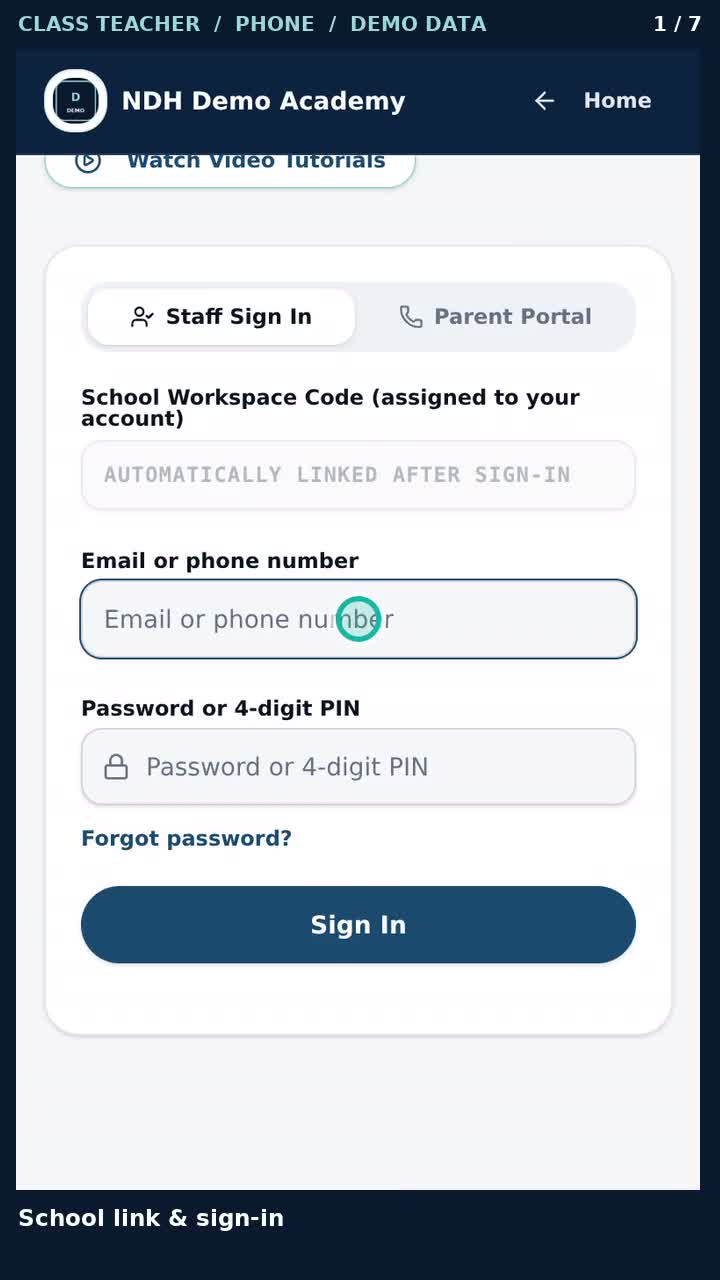 CLASS TEACHER / PHONE / DEMO DATA
1 / 7
D
DEMO
NDH Demo Academy
Home
Watch Video Tutorials
Staff Sign In
Parent Portal
School Workspace Code (assigned to your
account)
AUTOMATICALLY LINKED AFTER SIGN-IN
Email or phone number
Email or phone number
Password or 4-digit PIN
Password or 4-digit PIN
Forgot password?
Sign In
School link & sign-in